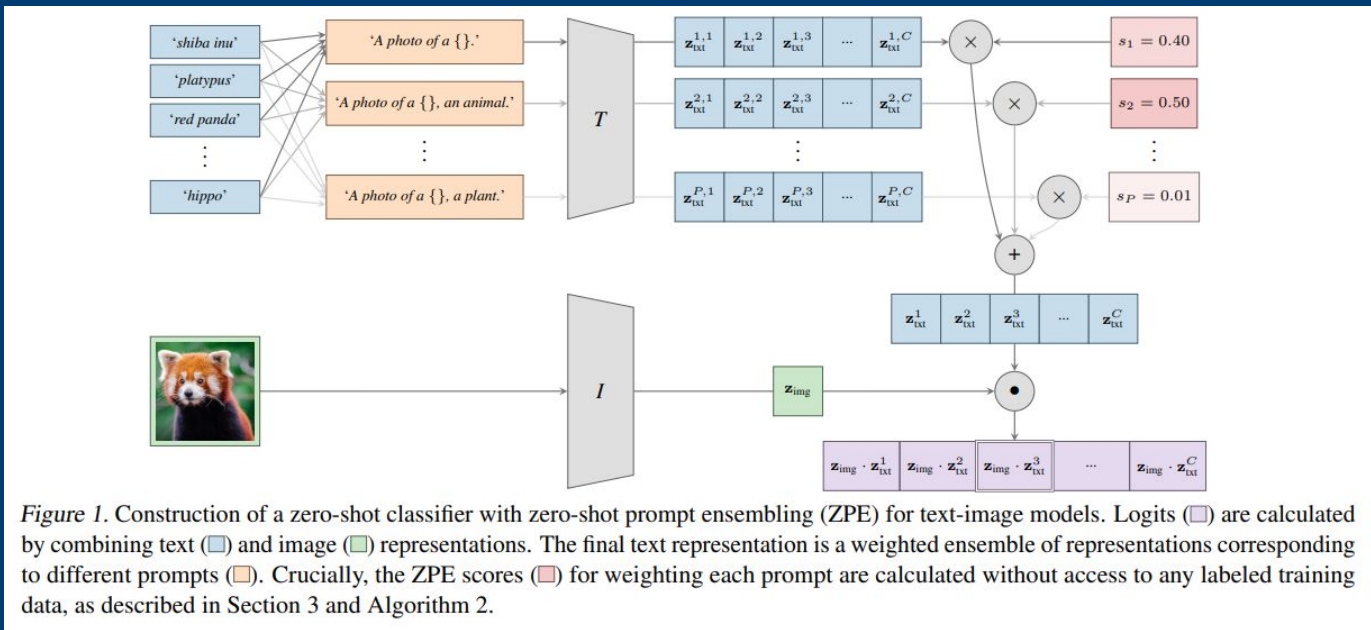 ‘shiba inu’
‘platypus’
‘red panda’
⋮
‘hippo’
‘A photo of a {}.’
‘A photo of a {}, an animal.’
⋮
‘A photo of a {}, a plant.’
T
z_txt^{1,1} z_txt^{1,2} z_txt^{1,3} ... z_txt^{1,C}
z_txt^{2,1} z_txt^{2,2} z_txt^{2,3} ... z_txt^{2,C}
⋮
z_txt^{P,1} z_txt^{P,2} z_txt^{P,3} ... z_txt^{P,C}
×
×
×
s_1 = 0.40
s_2 = 0.50
⋮
s_P = 0.01
+
z_txt^1 z_txt^2 z_txt^3 ... z_txt^C
I
z_img
•
z_img · z_txt^1 z_img · z_txt^2 z_img · z_txt^3 ... z_img · z_txt^C
Figure 1. Construction of a zero-shot classifier with zero-shot prompt ensembling (ZPE) for text-image models. Logits (□) are calculated
by combining text (□) and image (□) representations. The final text representation is a weighted ensemble of representations corresponding
to different prompts (□). Crucially, the ZPE scores (□) for weighting each prompt are calculated without access to any labeled training
data, as described in Section 3 and Algorithm 2.